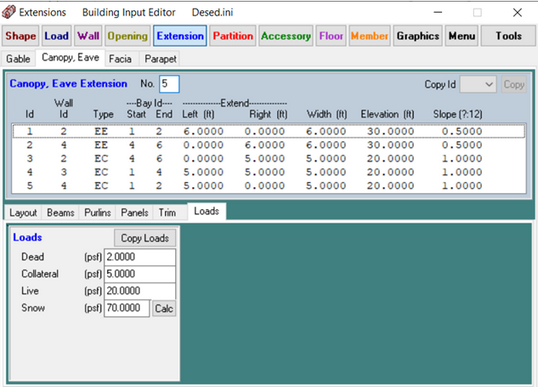 Extensions Building Input Editor Desed.ini
Shape Load Wall Opening Extension Partition Accessory Floor Member Graphics Menu Tools
Gable Canopy, Eave Facia Parapet
Canopy, Eave Extension No. 5 Copy Id Copy
Wall ----Bay Id---- ---------------Extend---------------
Id Id Type Start End Left (ft) Right (ft) Width (ft) Elevation (ft) Slope (?:12)
1 2 EE 1 2 6.0000 0.0000 6.0000 30.0000 0.5000
2 4 EE 4 6 0.0000 6.0000 6.0000 30.0000 0.5000
3 2 EC 4 6 0.0000 5.0000 5.0000 20.0000 1.0000
4 3 EC 1 4 5.0000 5.0000 5.0000 20.0000 1.0000
5 4 EC 1 2 5.0000 0.0000 5.0000 20.0000 1.0000
Layout Beams Purlins Panels Trim Loads
Loads Copy Loads
Dead (psf) 2.0000
Collateral (psf) 5.0000
Live (psf) 20.0000
Snow (psf) 70.0000 Calc